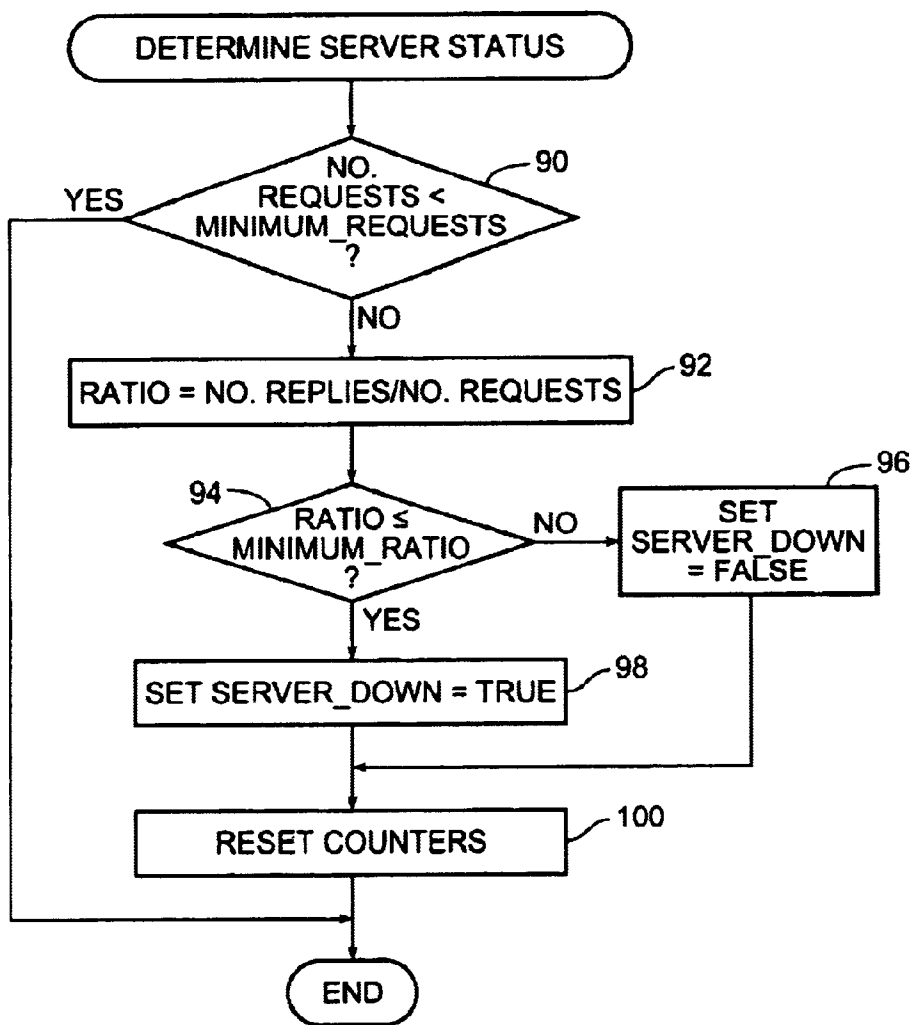 DETERMINE SERVER STATUS
90
NO.
REQUESTS <
MINIMUM_REQUESTS
?
YES
NO
92
RATIO = NO. REPLIES/NO. REQUESTS
94
RATIO ≤
MINIMUM_RATIO
?
NO
96
SET
SERVER_DOWN
= FALSE
YES
98
SET SERVER_DOWN = TRUE
100
RESET COUNTERS
END